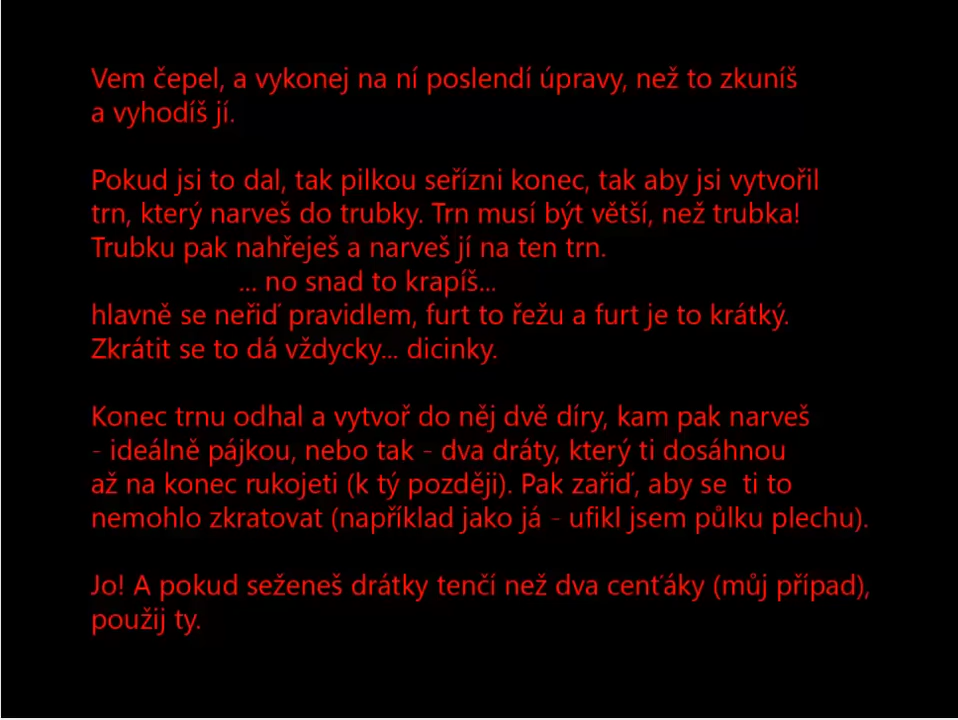 Vem čepel, a vykonej na ní poslendí úpravy, než to zkuníš
a vyhodíš jí.
Pokud jsi to dal, tak pilkou seřízni konec, tak aby jsi vytvořil
trn, který narveš do trubky. Trn musí být větší, než trubka!
Trubku pak nahřeješ a narveš jí na ten trn.
... no snad to krapíš...
hlavně se neřiď pravidlem, furt to řežu a furt je to krátký.
Zkrátit se to dá vždycky... dicinky.
Konec trnu odhal a vytvoř do něj dvě díry, kam pak narveš
- ideálně pájkou, nebo tak - dva dráty, který ti dosáhnou
až na konec rukojeti (k tý později). Pak zařiď, aby se  ti to
nemohlo zkratovat (například jako já - ufikl jsem půlku plechu).
Jo! A pokud seženeš drátky tenčí než dva cenťáky (můj případ),
použij ty.